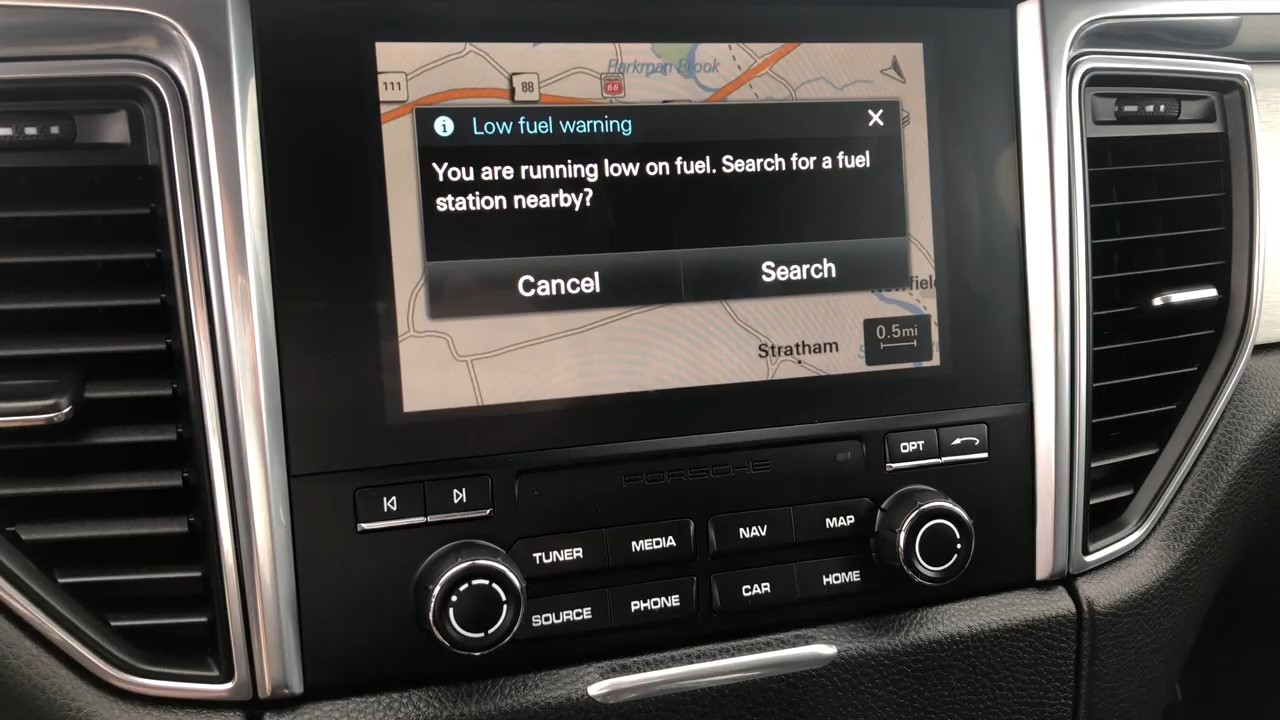 Parkman Brook
111
88
Low fuel warning
You are running low on fuel. Search for a fuel
station nearby?
Cancel
Search
Stratham
0.5mi
PORSCHE
OPT
TUNER
MEDIA
NAV
MAP
SOURCE
PHONE
CAR
HOME